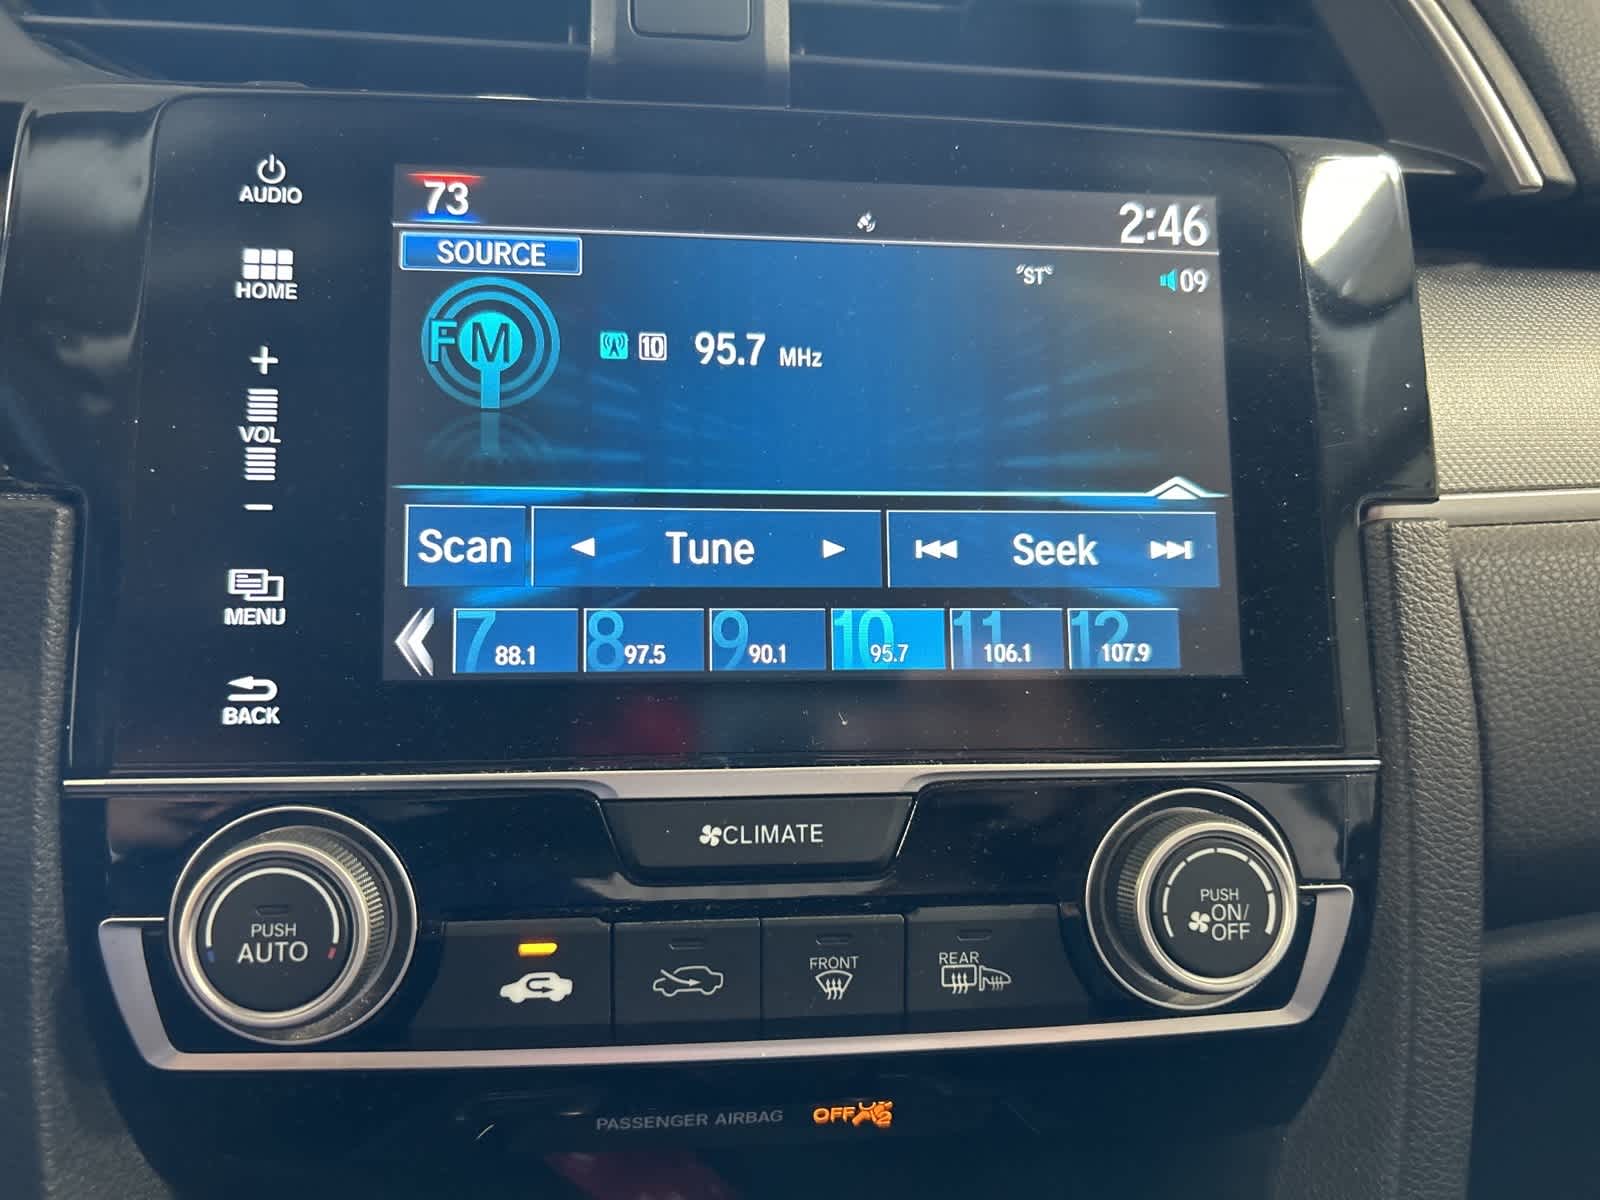 AUDIO
73
2:46
SOURCE
"ST"
09
HOME
FM
10 95.7 MHz
+
VOL
-
Scan
Tune
Seek
MENU
7 88.1
8 97.5
9 90.1
10 95.7
11 106.1
12 107.9
BACK
CLIMATE
PUSH
AUTO
FRONT
REAR
PUSH
ON/
OFF
PASSENGER AIRBAG OFF 2